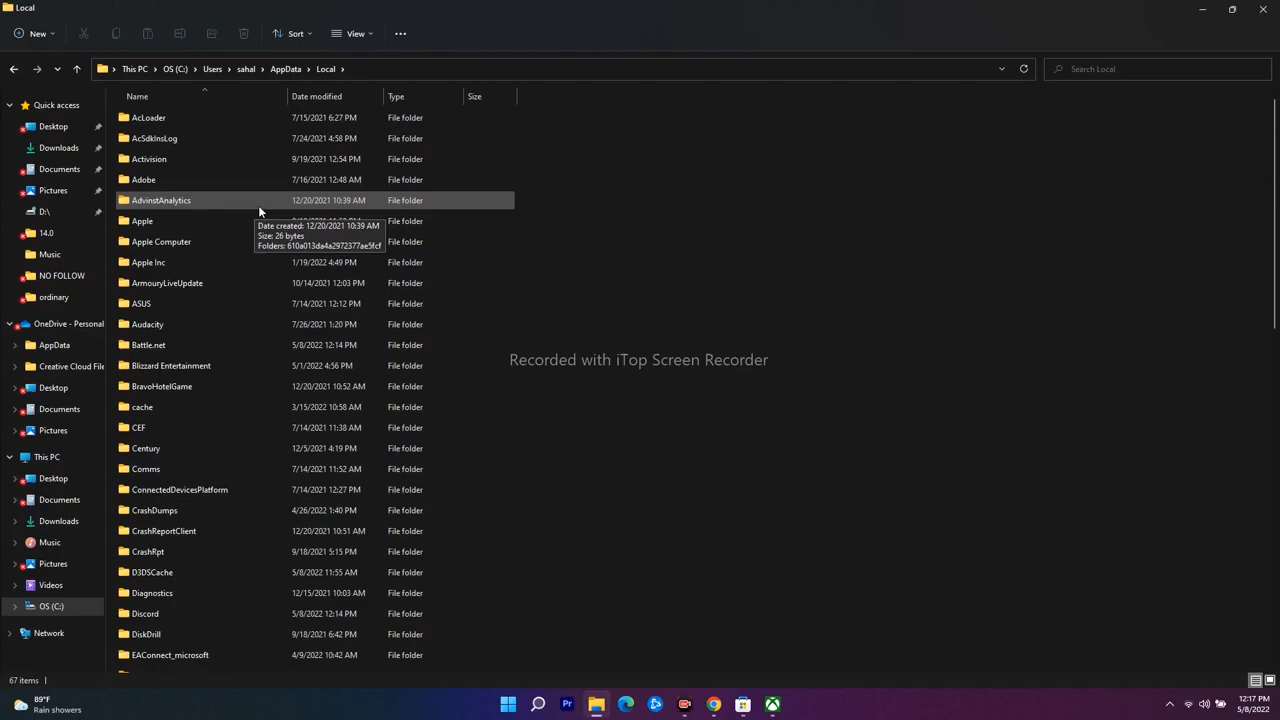 Local
New
Sort
View
This PC
OS (C:)
Users
sahal
AppData
Local
Search Local
Name
Date modified
Type
Size
Quick access
Desktop
Downloads
Documents
Pictures
D:\
14.0
Music
NO FOLLOW
ordinary
OneDrive - Personal
AppData
Creative Cloud File
Desktop
Documents
Pictures
This PC
Desktop
Documents
Downloads
Music
Pictures
Videos
OS (C:)
Network
AcLoader 7/15/2021 6:27 PM File folder
AcSdkInsLog 7/24/2021 4:58 PM File folder
Activision 9/19/2021 12:54 PM File folder
Adobe 7/16/2021 12:48 AM File folder
AdvinstAnalytics 12/20/2021 10:39 AM File folder
Apple File folder
Date created: 12/20/2021 10:39 AM
Size: 26 bytes
Folders: 610a013da4a2972377ae5fcf
Apple Computer File folder
Apple Inc 1/19/2022 4:49 PM File folder
ArmouryLiveUpdate 10/14/2021 12:03 PM File folder
ASUS 7/14/2021 12:12 PM File folder
Audacity 7/26/2021 1:20 PM File folder
Battle.net 5/8/2022 12:14 PM File folder
Blizzard Entertainment 5/1/2022 4:56 PM File folder
BravoHotelGame 12/20/2021 10:52 AM File folder
cache 3/15/2022 10:58 AM File folder
CEF 7/14/2021 11:38 AM File folder
Century 12/5/2021 4:19 PM File folder
Comms 7/14/2021 11:52 AM File folder
ConnectedDevicesPlatform 7/14/2021 12:27 PM File folder
CrashDumps 4/26/2022 1:40 PM File folder
CrashReportClient 12/20/2021 10:51 AM File folder
CrashRpt 9/18/2021 5:15 PM File folder
D3DSCache 5/8/2022 11:55 AM File folder
Diagnostics 12/15/2021 10:03 AM File folder
Discord 5/8/2022 12:14 PM File folder
DiskDrill 9/18/2021 6:42 PM File folder
EAConnect_microsoft 4/9/2022 10:42 AM File folder
Recorded with iTop Screen Recorder
67 items
89°F
Rain showers
Pr
12:17 PM
5/8/2022